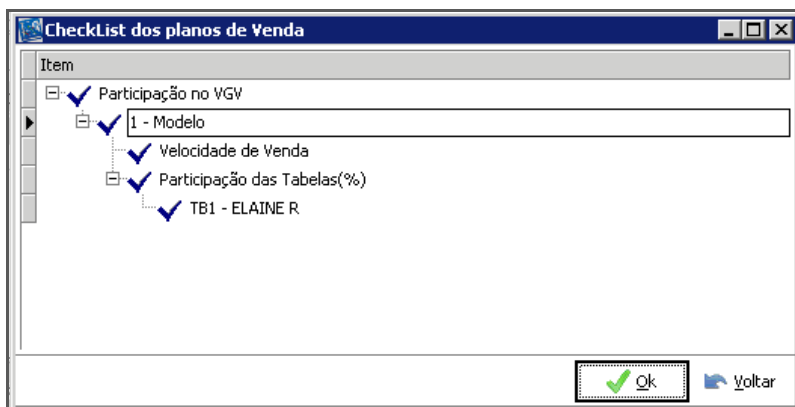 CheckList dos planos de Venda
Item
Participação no VGV
1 - Modelo
Velocidade de Venda
Participação das Tabelas(%)
TB1 - ELAINE R
Ok
Voltar